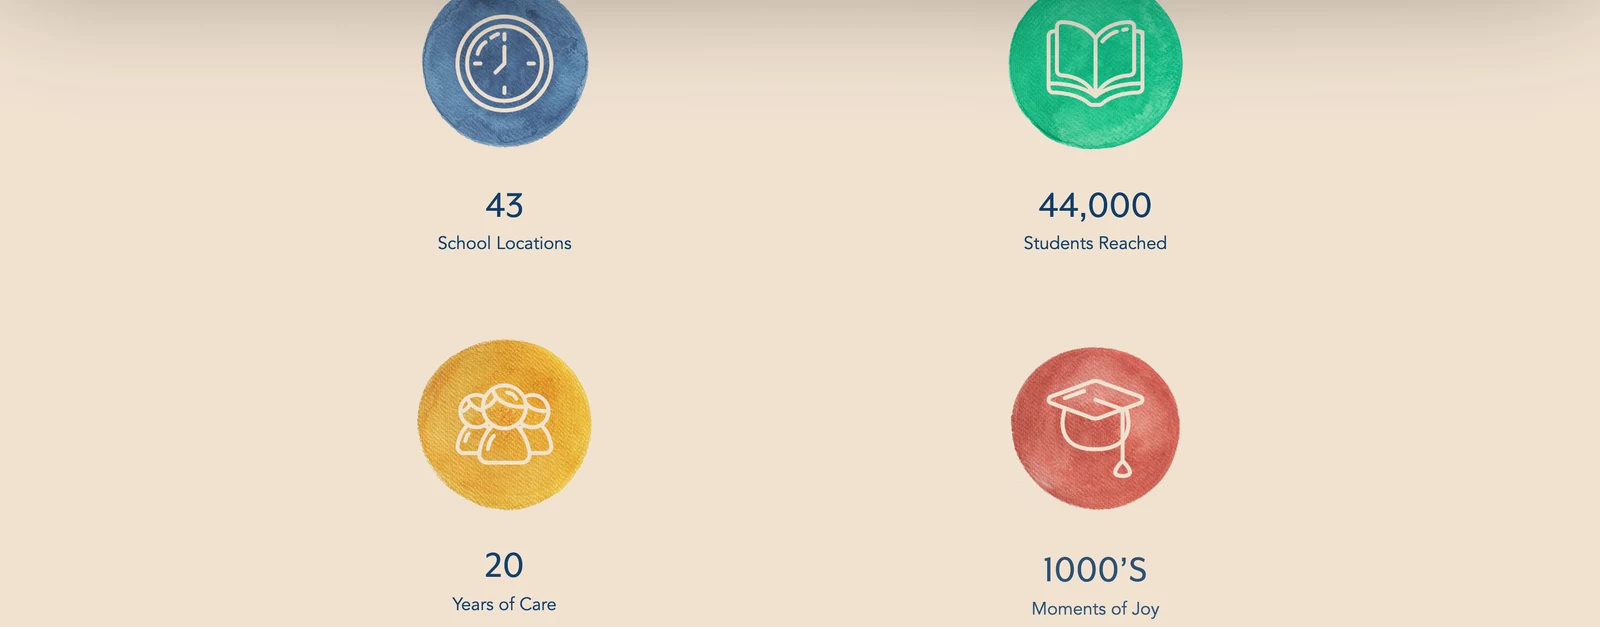 43
School Locations
44,000
Students Reached
20
Years of Care
1000’S
Moments of Joy